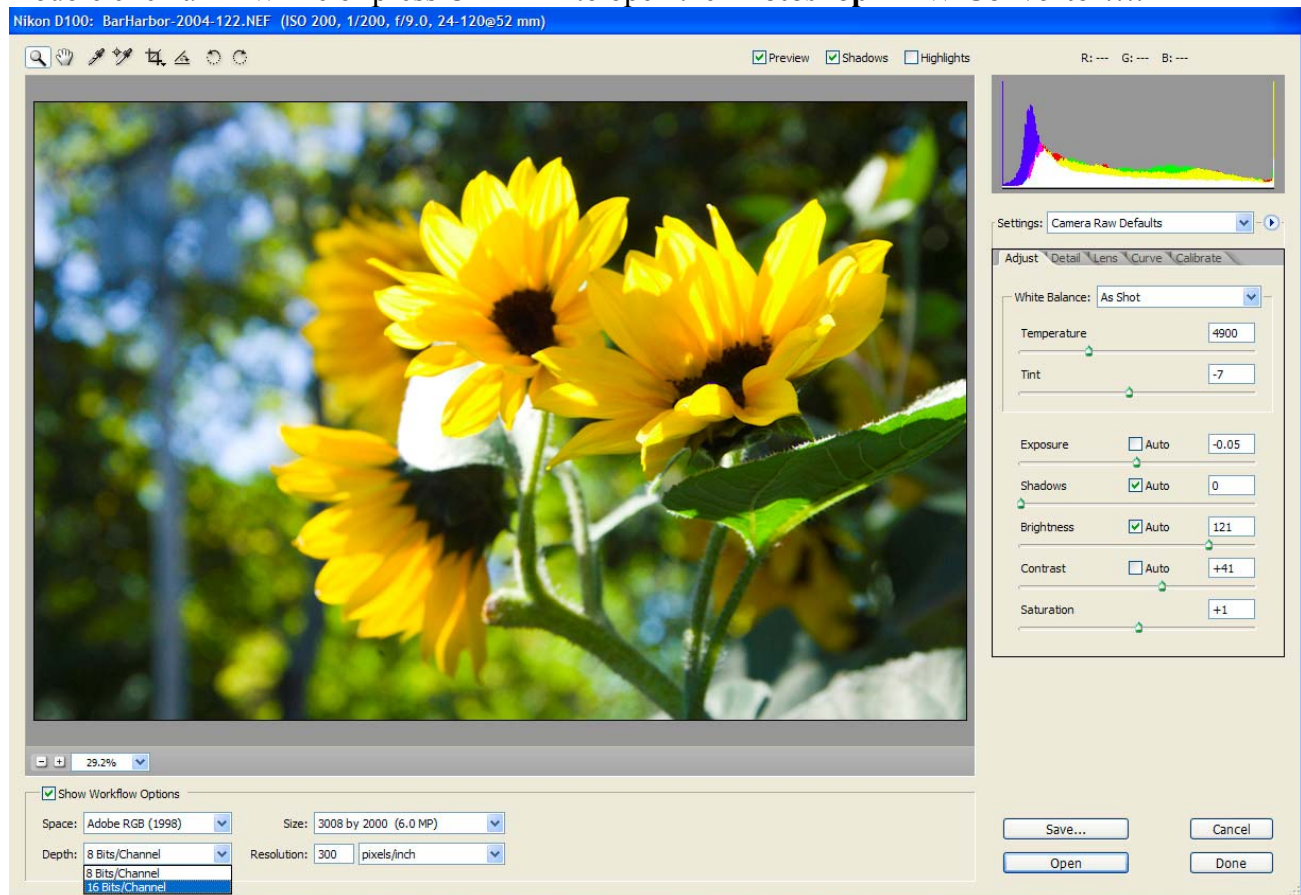 Nikon D100: BarHarbor-2004-122.NEF (ISO 200, 1/200, f/9.0, 24-120@52 mm)
Preview Shadows Highlights
R: --- G: --- B: ---
Settings: Camera Raw Defaults
Adjust Detail Lens Curve Calibrate
White Balance: As Shot
Temperature 4900
Tint -7
Exposure Auto -0.05
Shadows Auto 0
Brightness Auto 121
Contrast Auto +41
Saturation +1
29.2%
Show Workflow Options
Space: Adobe RGB (1998) Size: 3008 by 2000 (6.0 MP)
Depth: 8 Bits/Channel Resolution: 300 pixels/inch
8 Bits/Channel
16 Bits/Channel
Save... Cancel
Open Done